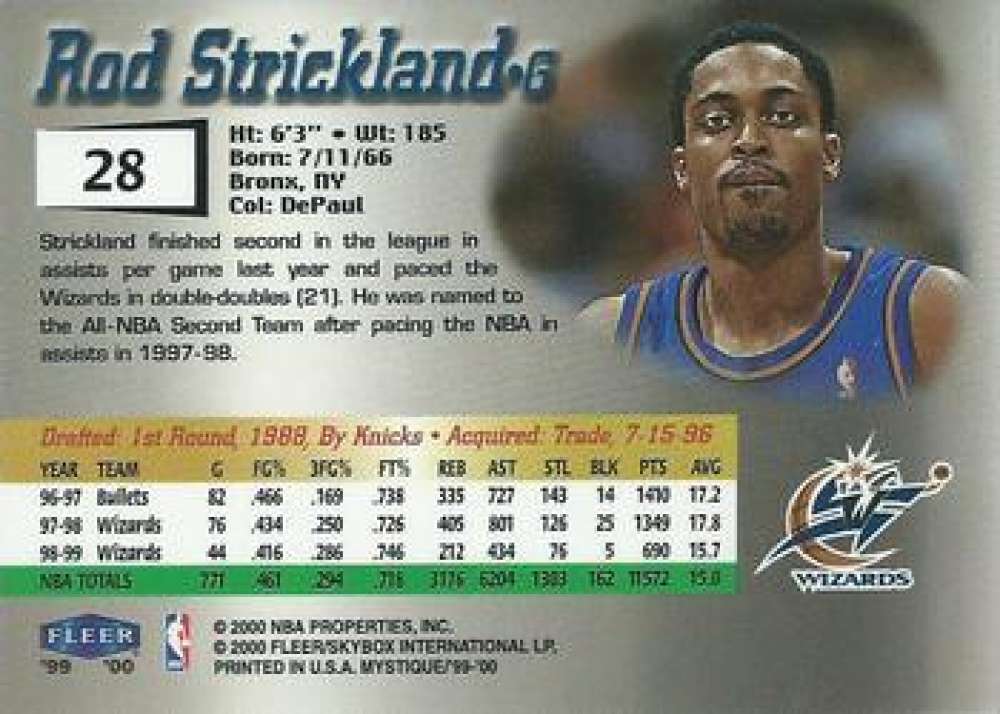 Rod Strickland•G
28
Ht: 6'3" • Wt: 185
Born: 7/11/66
Bronx, NY
Col: DePaul
Strickland finished second in the league in
assists per game last year and paced the
Wizards in double-doubles (21). He was named to
the All-NBA Second Team after pacing the NBA in
assists in 1997-98.
Drafted: 1st Round, 1988, By Knicks • Acquired: Trade, 7-15-96
YEAR TEAM G FG% 3FG% FT% REB AST STL BLK PTS AVG
96-97 Bullets 82 .466 .169 .738 335 727 143 14 1410 17.2
97-98 Wizards 76 .434 .250 .726 405 801 126 25 1349 17.8
98-99 Wizards 44 .416 .286 .746 212 434 76 5 690 15.7
NBA TOTALS 771 .461 .294 .716 3176 6204 1303 162 11572 15.0
WIZARDS
FLEER
'99 '00
© 2000 NBA PROPERTIES, INC.
© 2000 FLEER/SKYBOX INTERNATIONAL LP.
PRINTED IN U.S.A. MYSTIQUE/'99-'00